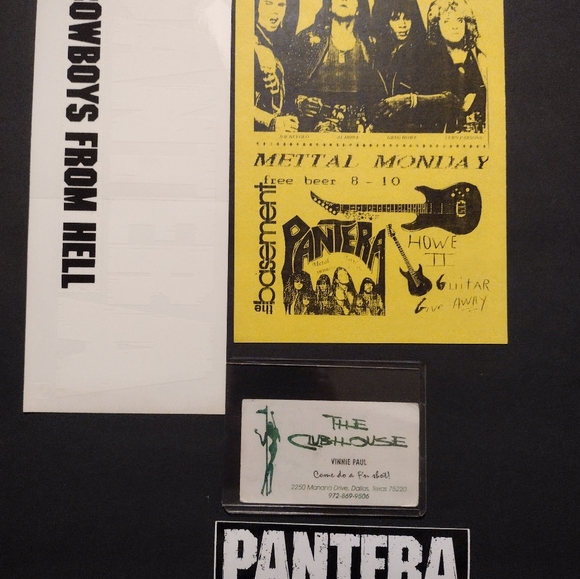 COWBOYS FROM HELL
METTAL MONDAY
free beer 8 - 10
the basement
PANTERA
HOWE
II
GUITAR
GIVE AWAY
THE
CLUBHOUSE
VINNIE PAUL
Come do a Fn shot!
2250 Manana Drive, Dallas, Texas 75220
972-869-9506
PANTERA